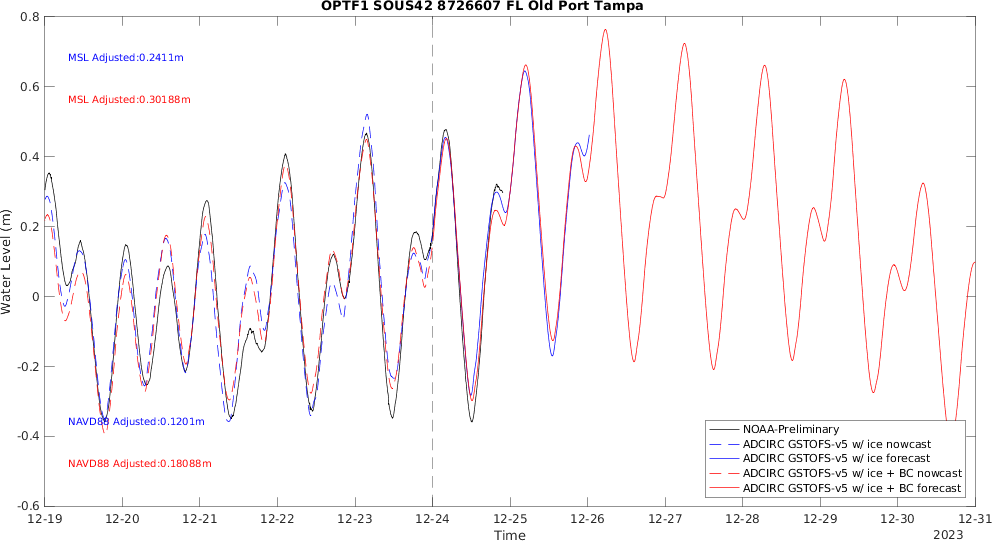 OPTF1 SOUS42 8726607 FL Old Port Tampa
0.8
MSL Adjusted:0.2411m
0.6
MSL Adjusted:0.30188m
0.4
0.2
Water Level (m)
0
-0.2
NAVD88 Adjusted:0.1201m
-0.4
NAVD88 Adjusted:0.18088m
-0.6
NOAA-Preliminary
ADCIRC GSTOFS-v5 w/ ice nowcast
ADCIRC GSTOFS-v5 w/ ice forecast
ADCIRC GSTOFS-v5 w/ ice + BC nowcast
ADCIRC GSTOFS-v5 w/ ice + BC forecast
12-19 12-20 12-21 12-22 12-23 12-24 12-25 12-26 12-27 12-28 12-29 12-30 12-31
Time
2023